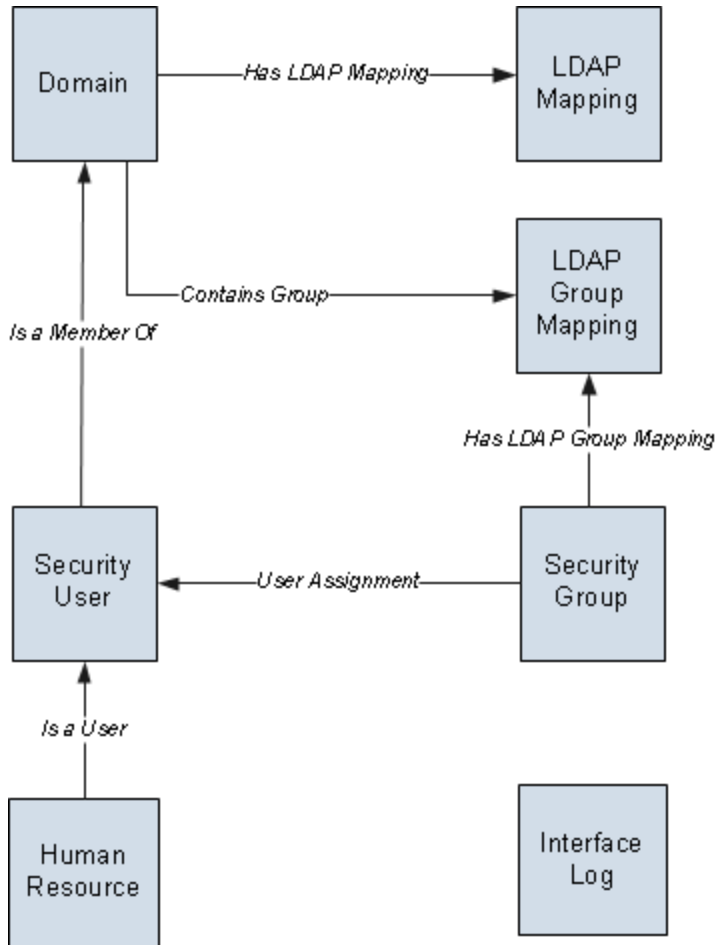 Domain
Has LDAP Mapping
LDAP
Mapping
LDAP
Group
Mapping
Contains Group
Is a Member Of
Has LDAP Group Mapping
Security
User
User Assignment
Security
Group
Is a User
Human
Resource
Interface
Log